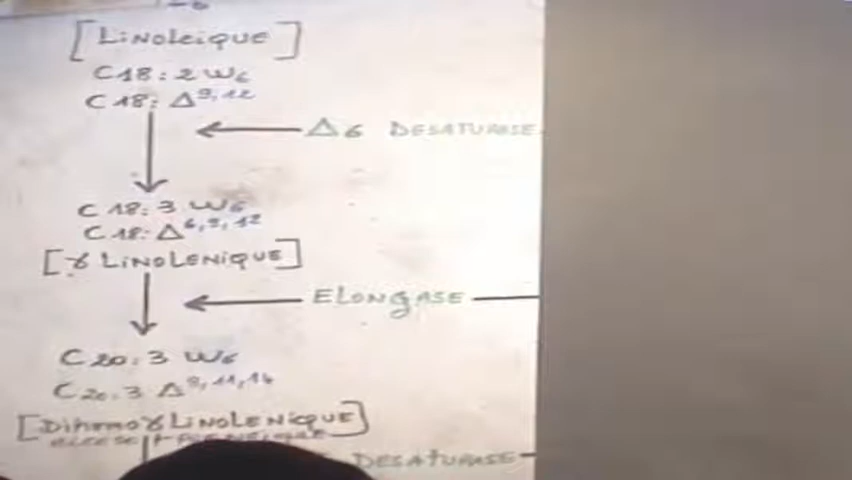 [Linoleique]
C18: 2 W6
C18: Δ9,12
Δ6 DESATURASE
C18: 3 W6
C18: Δ6,9,12
[γ LiNOLENiQUE]
ELONGASE
C20: 3 W6
C20:3 Δ8,11,14
[DiHomo γ LiNOLENiQUE]
DESATURASE